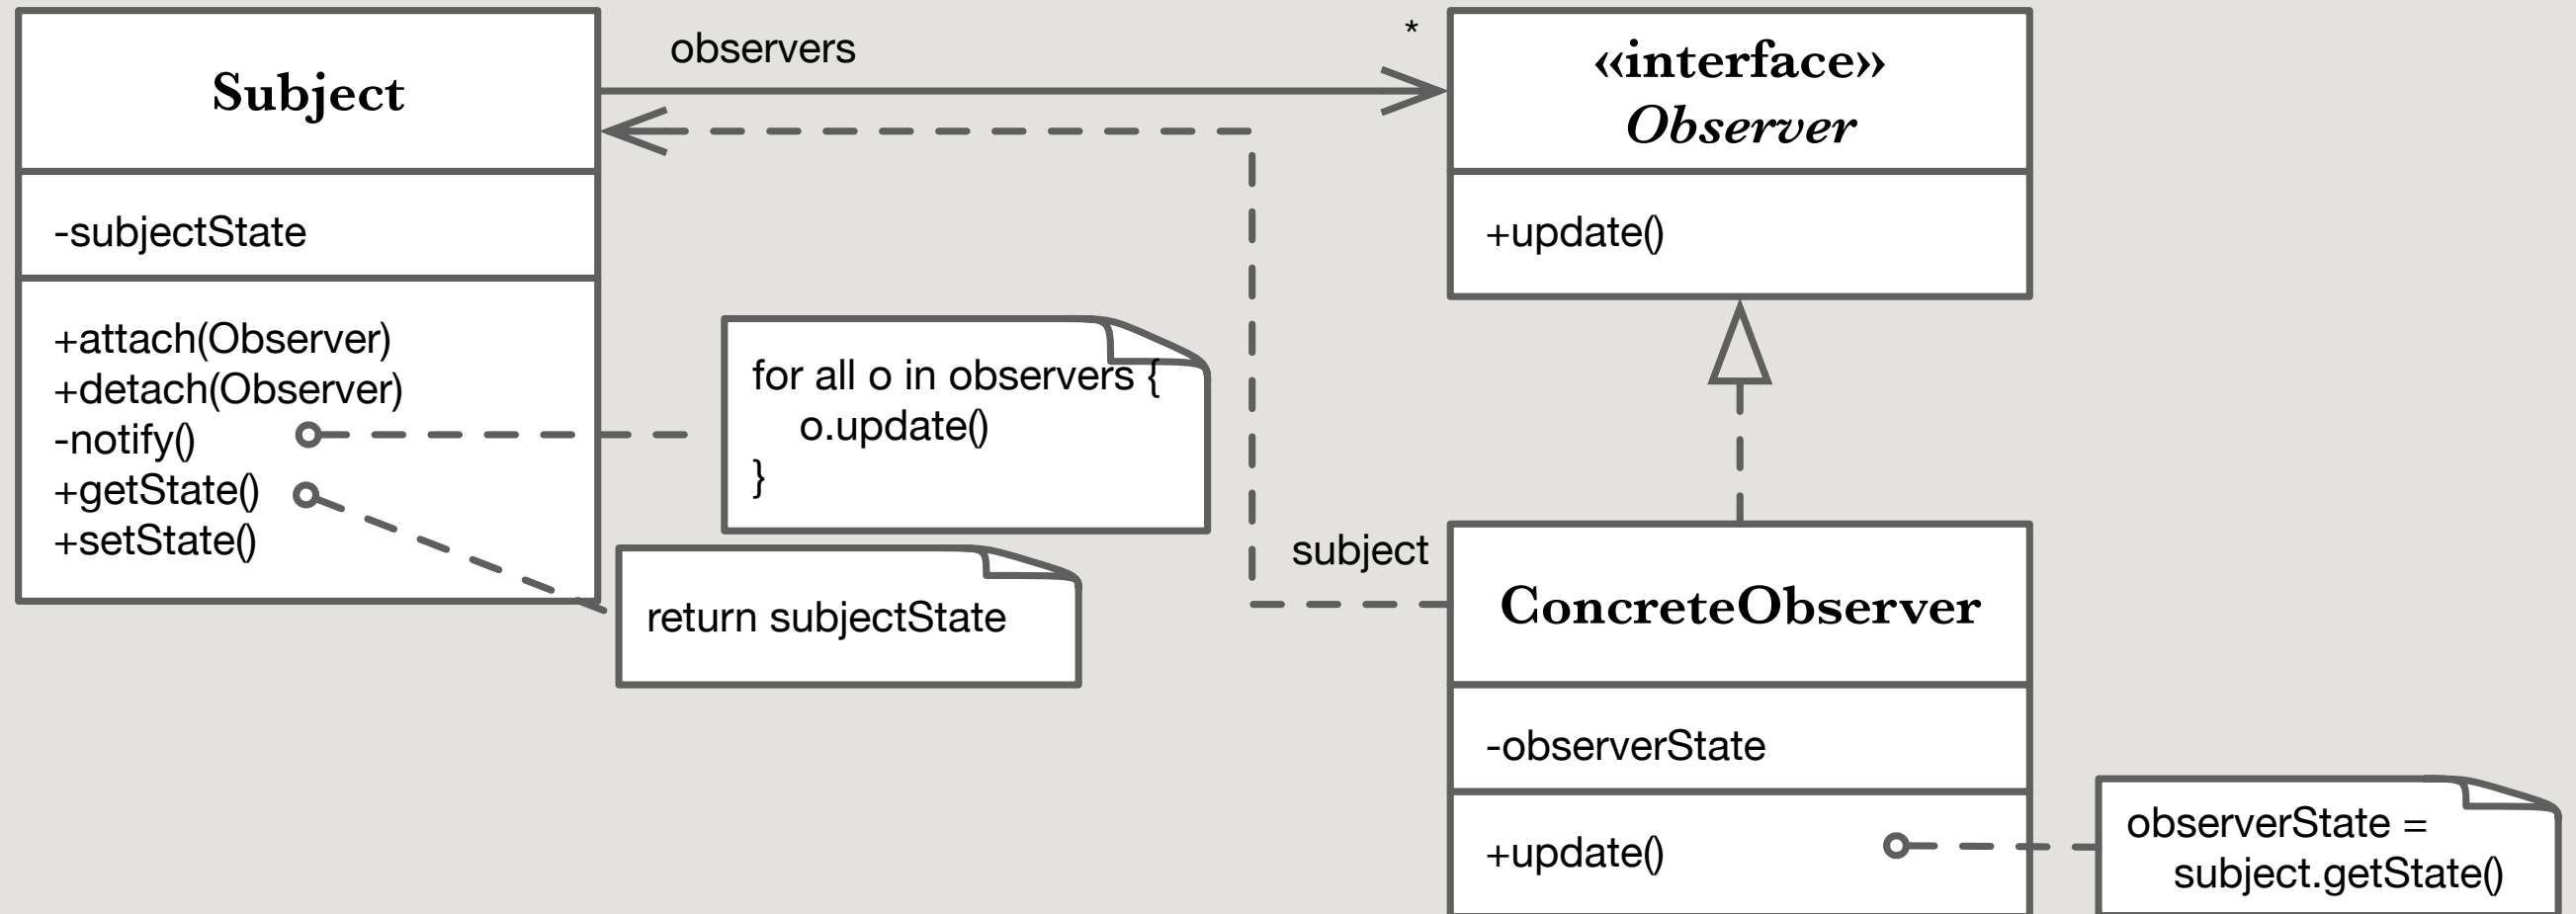 Subject
-subjectState
+attach(Observer)
+detach(Observer)
-notify()
+getState()
+setState()
observers
*
«interface»
Observer
+update()
for all o in observers {
o.update()
}
return subjectState
subject
ConcreteObserver
-observerState
+update()
observerState =
subject.getState()